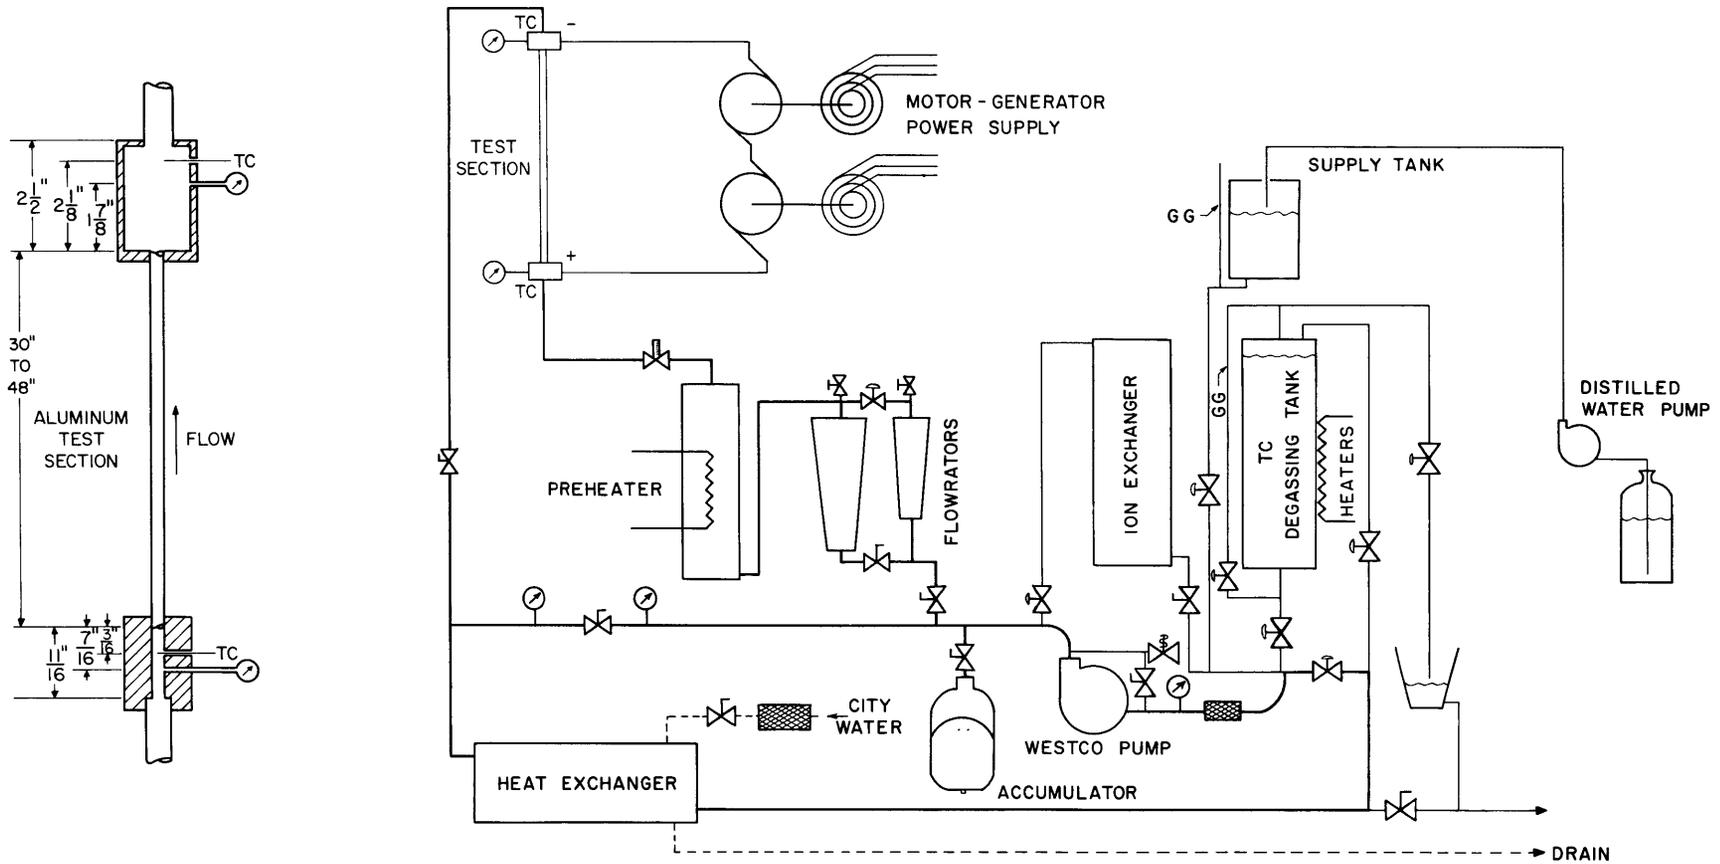 TC
2 1/2"
2 1/8"
1 7/8"
30"
TO
48"
ALUMINUM
TEST
SECTION
FLOW
11/16"
7/16"
3/16"
TC
TC
-
TEST
SECTION
+
TC
MOTOR - GENERATOR
POWER SUPPLY
SUPPLY TANK
GG
GG
DISTILLED
WATER PUMP
PREHEATER
FLOWRATORS
ION EXCHANGER
TC
DEGASSING TANK
HEATERS
S
CITY
WATER
WESTCO PUMP
HEAT EXCHANGER
ACCUMULATOR
DRAIN